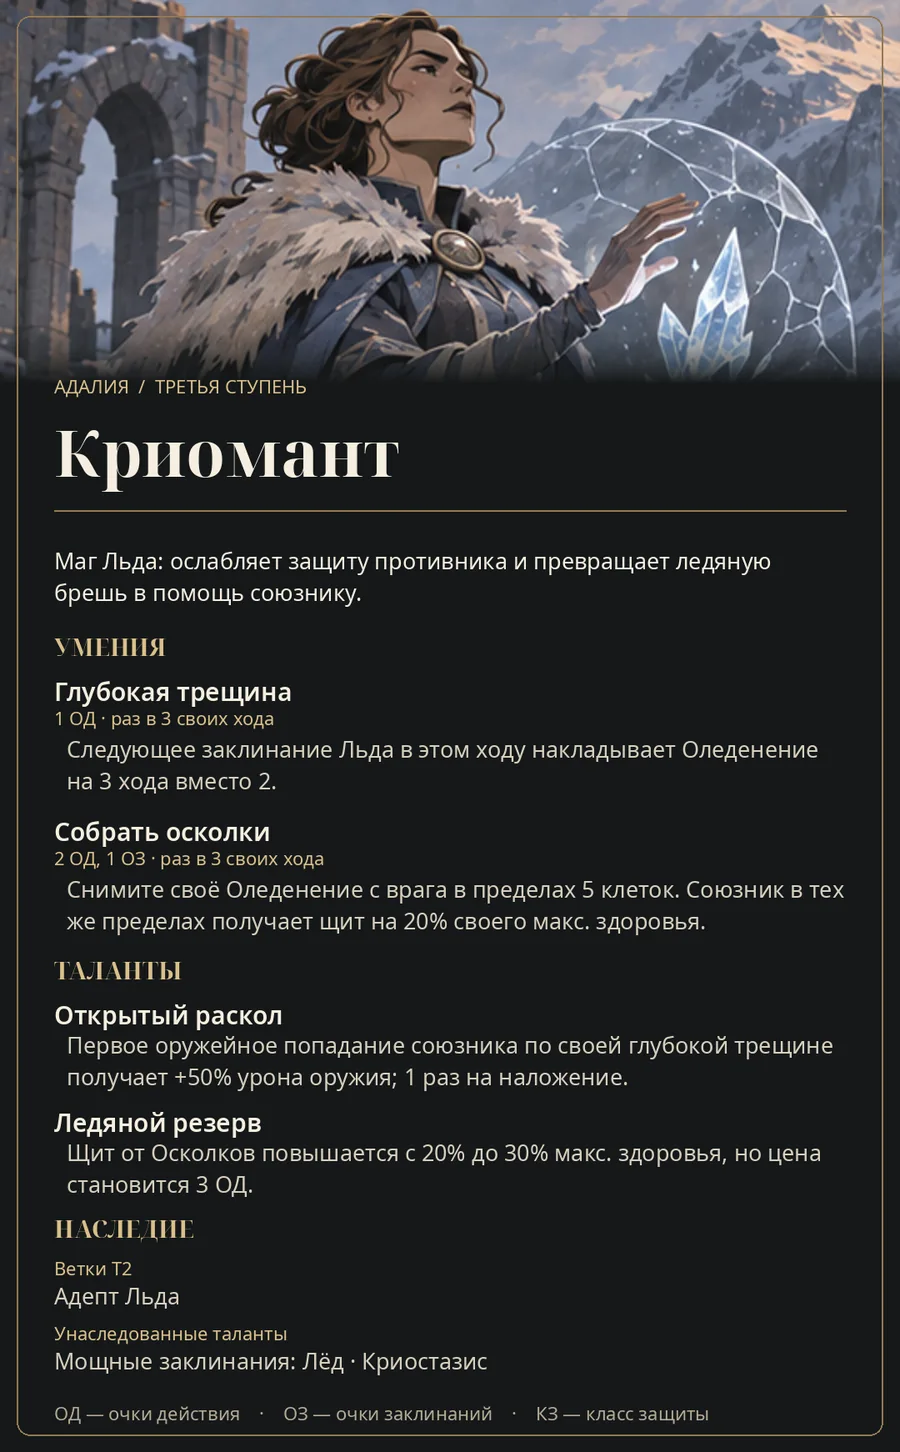 АДАЛИЯ / ТРЕТЬЯ СТУПЕНЬ
Криомант
Маг Льда: ослабляет защиту противника и превращает ледяную
брешь в помощь союзнику.
УМЕНИЯ
Глубокая трещина
1 ОД · раз в 3 своих хода
Следующее заклинание Льда в этом ходу накладывает Оледенение
на 3 хода вместо 2.
Собрать осколки
2 ОД, 1 ОЗ · раз в 3 своих хода
Снимите своё Оледенение с врага в пределах 5 клеток. Союзник в тех
же пределах получает щит на 20% своего макс. здоровья.
ТАЛАНТЫ
Открытый раскол
Первое оружейное попадание союзника по своей глубокой трещине
получает +50% урона оружия; 1 раз на наложение.
Ледяной резерв
Щит от Осколков повышается с 20% до 30% макс. здоровья, но цена
становится 3 ОД.
НАСЛЕДИЕ
Ветки Т2
Адепт Льда
Унаследованные таланты
Мощные заклинания: Лёд · Криостазис
ОД — очки действия · ОЗ — очки заклинаний · КЗ — класс защиты